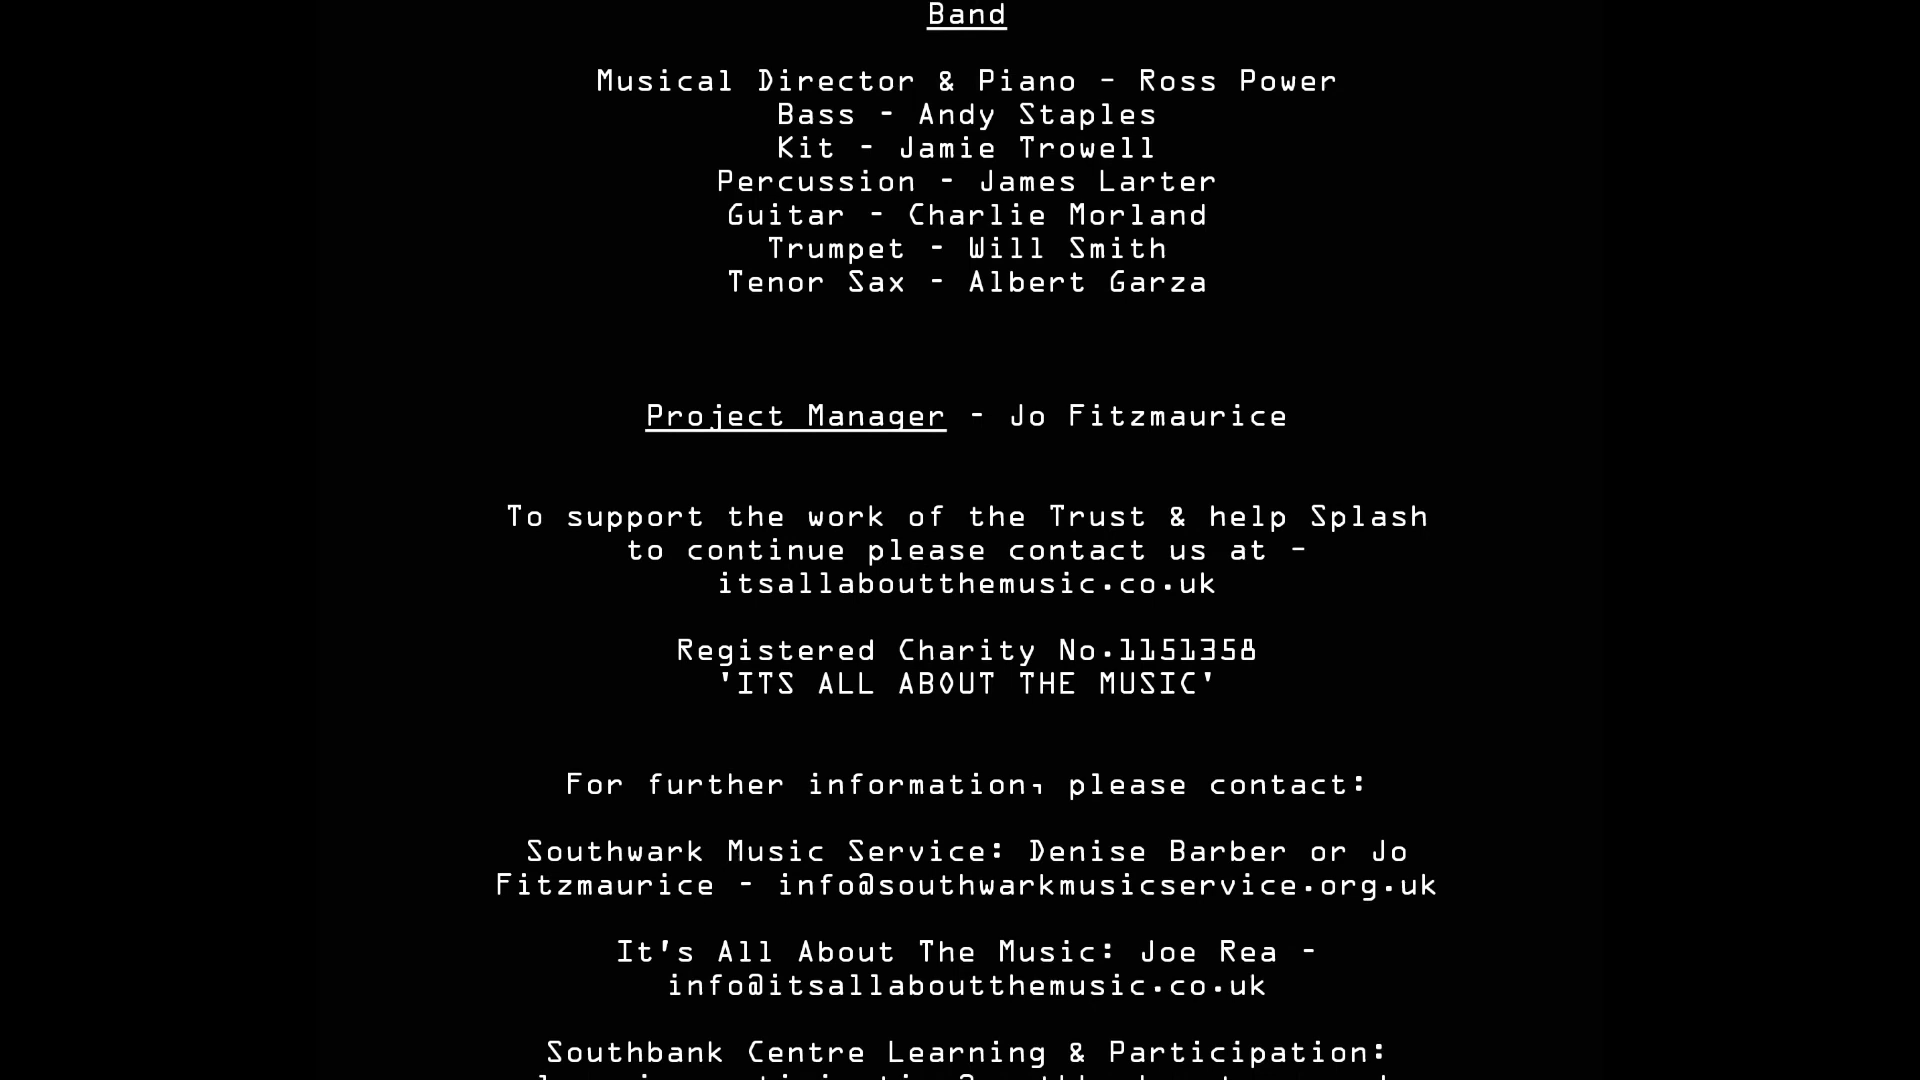 Band
Musical Director & Piano - Ross Power
Bass - Andy Staples
Kit - Jamie Trowell
Percussion - James Larter
Guitar - Charlie Morland
Trumpet - Will Smith
Tenor Sax - Albert Garza
Project Manager - Jo Fitzmaurice
To support the work of the Trust & help Splash
to continue please contact us at -
itsallaboutthemusic.co.uk
Registered Charity No.1151358
'ITS ALL ABOUT THE MUSIC'
For further information, please contact:
Southwark Music Service: Denise Barber or Jo
Fitzmaurice - info@southwarkmusicservice.org.uk
It's All About The Music: Joe Rea -
info@itsallaboutthemusic.co.uk
Southbank Centre Learning & Participation: